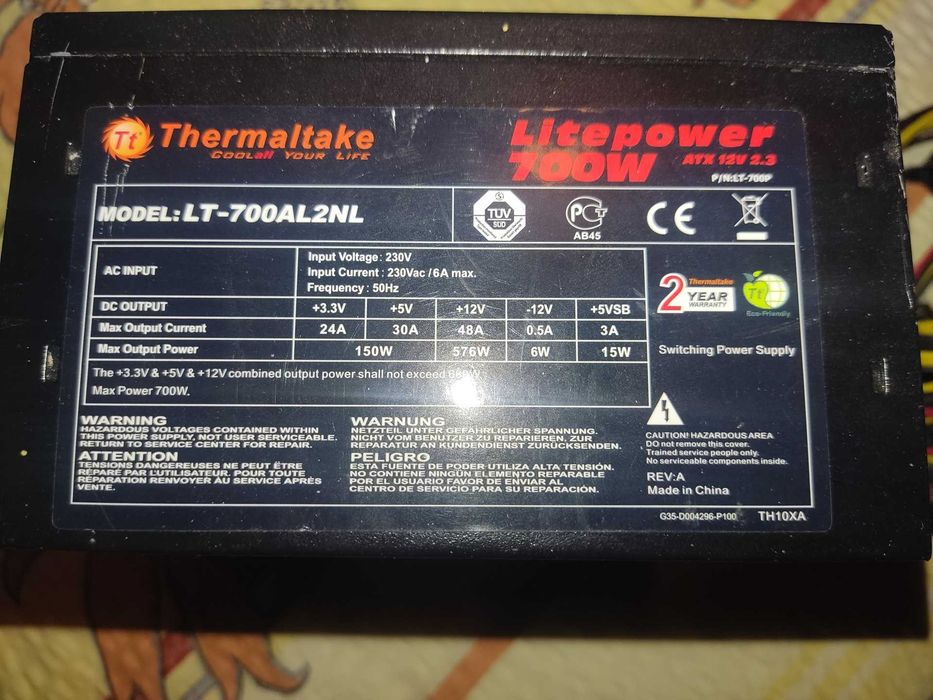 Tt Thermaltake
COOLall YOUR LIFE
Litepower
700W ATX 12V 2.3
P/N:LT-700P
MODEL: LT-700AL2NL
TÜV
SÜD
PCT
AB45
CE
AC INPUT
Input Voltage : 230V
Input Current : 230Vac / 6A max.
Frequency : 50Hz
DC OUTPUT +3.3V +5V +12V -12V +5VSB
Max Output Current 24A 30A 48A 0.5A 3A
Max Output Power 150W 576W 6W 15W
The +3.3V & +5V & +12V combined output power shall not exceed
Max Power 700W.
2 Thermaltake
YEAR
WARRANTY
Tt
Eco-Friendly
Switching Power Supply
WARNING
HAZARDOUS VOLTAGES CONTAINED WITHIN
THIS POWER SUPPLY, NOT USER SERVICEABLE.
RETURN TO SERVICE CENTER FOR REPAIR.
ATTENTION
TENSIONS DANGEREUSES NE PEUT ÊTRE
RÉPARÉ PAR L'UTILISATEUR. POUR TOUTE
RÉPARATION RENVOYER AU SERVICE APRÈS
VENTE.
WARNUNG
NETZTEIL UNTER GEFÄHRLICHER SPANNUNG.
NICHT VOM BENUTZER ZU REPARIEREN. ZUR
REPARATUR AN KUNDENDIENST ZURÜCKSENDEN.
PELIGRO
ESTÁ FUENTE DE PODER UTILIZA ALTA TENSIÓN.
NO CONTIENE NINGÚN ELEMENTO REPARABLE
POR EL USUARIO FAVOR DE ENVIAR AL
CENTRO DE SERVICIO PARA SU REPARACIÓN.
CAUTION! HAZARDOUS AREA
DO not remove this cover.
Trained service people only.
No serviceable components inside.
REV:A
Made in China
G35-D004296-P100 TH10XA